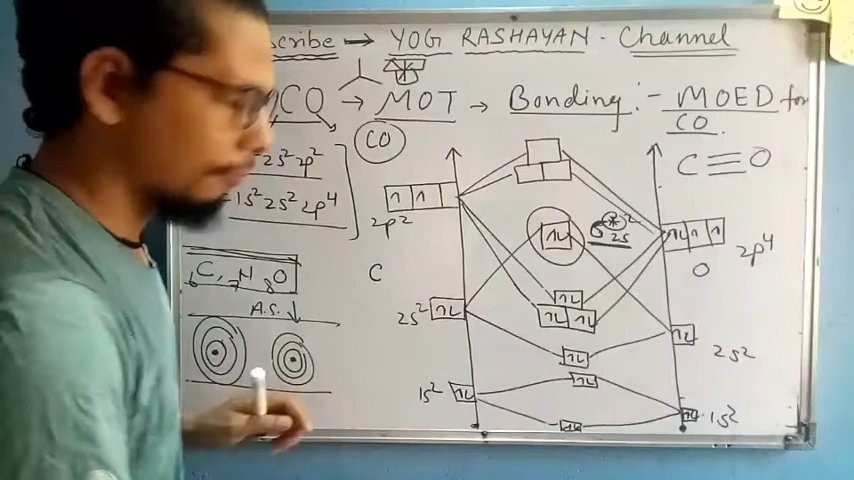 scribe → YOG RASHAYAN - Channel
CO → MOT → Bonding :- MOED for
CO.
CO
C≡O
2s² 2p²
1s² 2s² 2p⁴
₆C, ₇N, ₈O
A.S. ↓
2p²
C
2s²
1s²
σ*²2s
2p⁴
O
2s²
1s²